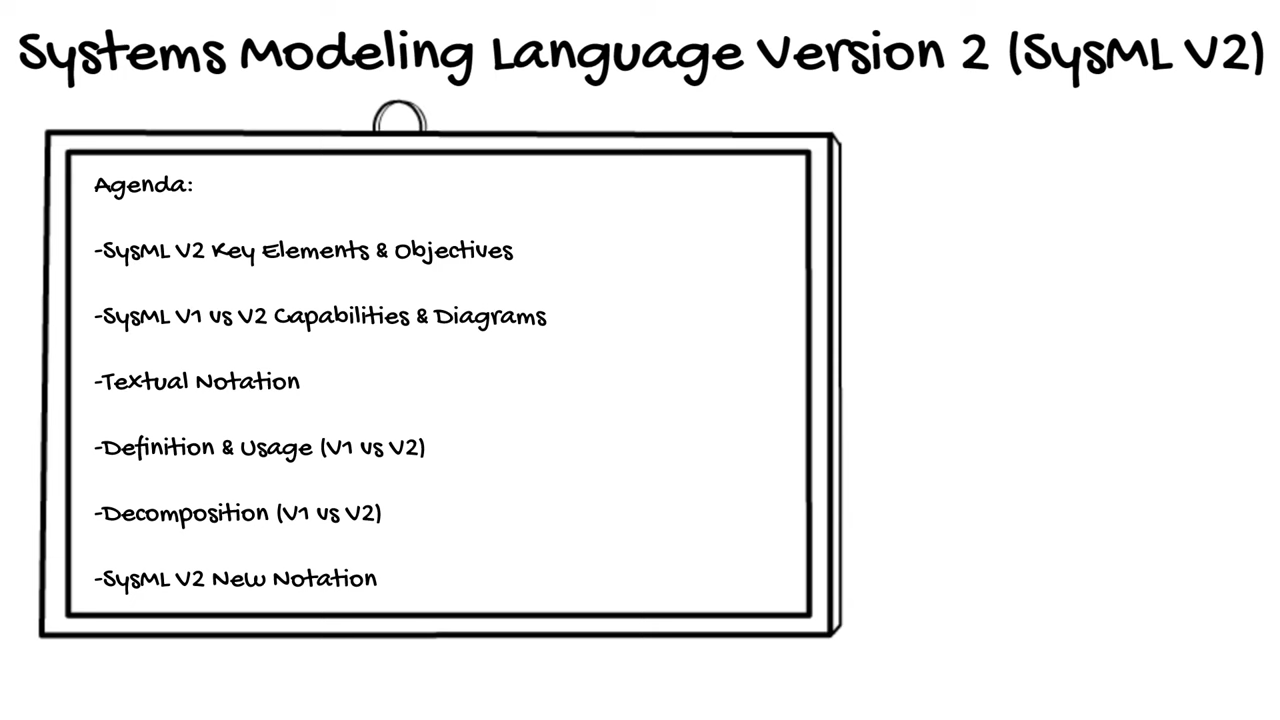 Systems Modeling Language Version 2 (SysML V2)
Agenda:
-SysML V2 Key Elements & Objectives
-SysML V1 vs V2 Capabilities & Diagrams
-Textual Notation
-Definition & Usage (V1 vs V2)
-Decomposition (V1 vs V2)
-SysML V2 New Notation